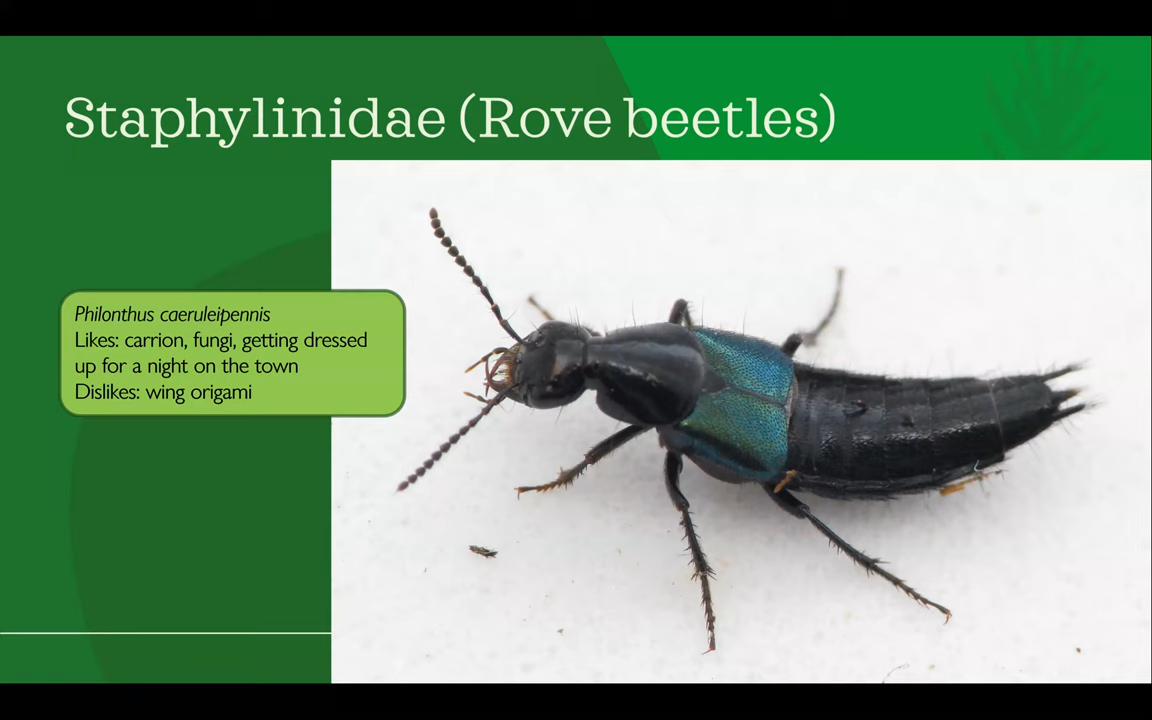 Staphylinidae (Rove beetles)
Philonthus caeruleipennis
Likes: carrion, fungi, getting dressed
up for a night on the town
Dislikes: wing origami